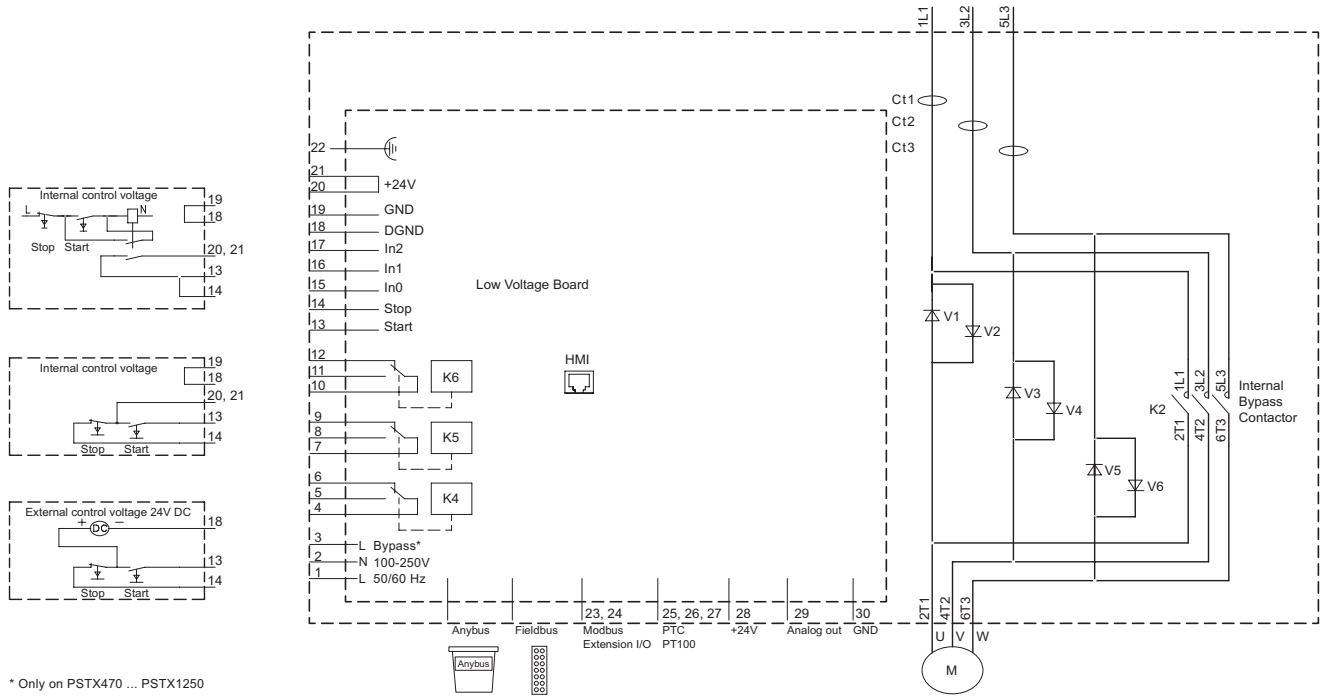 1L1
3L2
5L3
Ct1
Ct2
Ct3
22
21
20
+24V
19
GND
18
DGND
17
In2
16
In1
15
In0
14
Stop
13
Start
Low Voltage Board
HMI
12
11
10
K6
9
8
7
K5
6
5
4
K4
3
L Bypass*
2
N 100-250V
1
L 50/60 Hz
Internal control voltage
L
N
Stop
Start
19
18
20, 21
13
14
Internal control voltage
19
18
20, 21
13
14
Stop
Start
External control voltage 24V DC
+
DC
–
18
13
14
Stop
Start
V1
V2
V3
V4
V5
V6
K2
1L1
3L2
5L3
2T1
4T2
6T3
Internal
Bypass
Contactor
23, 24
25, 26, 27
28
29
30
Anybus
Fieldbus
Modbus
Extension I/O
PTC
PT100
+24V
Analog out
GND
Anybus
2T1
4T2
6T3
U
V
W
M
* Only on PSTX470 ... PSTX1250